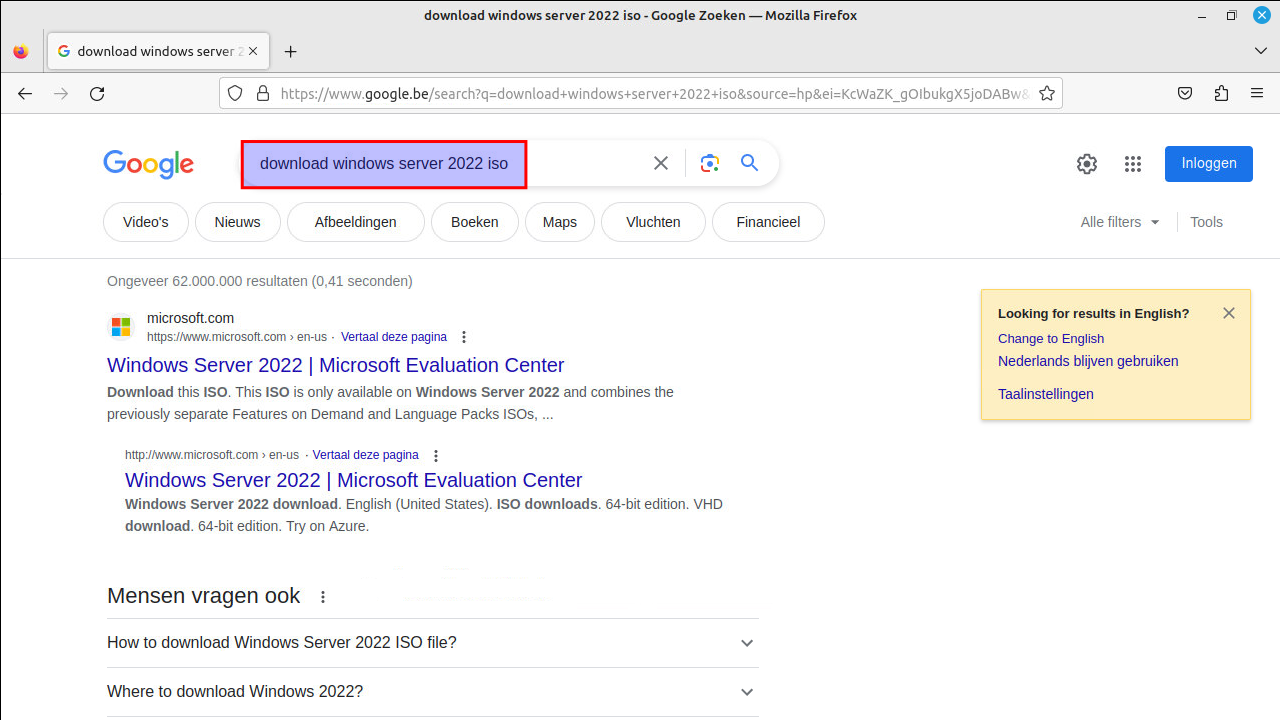 download windows server 2022 iso - Google Zoeken — Mozilla Firefox
download windows server 2
https://www.google.be/search?q=download+windows+server+2022+iso&source=hp&ei=KcWaZK_gOIbukgX5joDABw&
Google
download windows server 2022 iso
Inloggen
Video's
Nieuws
Afbeeldingen
Boeken
Maps
Vluchten
Financieel
Alle filters
Tools
Ongeveer 62.000.000 resultaten (0,41 seconden)
Looking for results in English?
Change to English
Nederlands blijven gebruiken
Taalinstellingen
microsoft.com
https://www.microsoft.com › en-us · Vertaal deze pagina
Windows Server 2022 | Microsoft Evaluation Center
Download this ISO. This ISO is only available on Windows Server 2022 and combines the
previously separate Features on Demand and Language Packs ISOs, ...
http://www.microsoft.com › en-us · Vertaal deze pagina
Windows Server 2022 | Microsoft Evaluation Center
Windows Server 2022 download. English (United States). ISO downloads. 64-bit edition. VHD
download. 64-bit edition. Try on Azure.
Mensen vragen ook
How to download Windows Server 2022 ISO file?
Where to download Windows 2022?